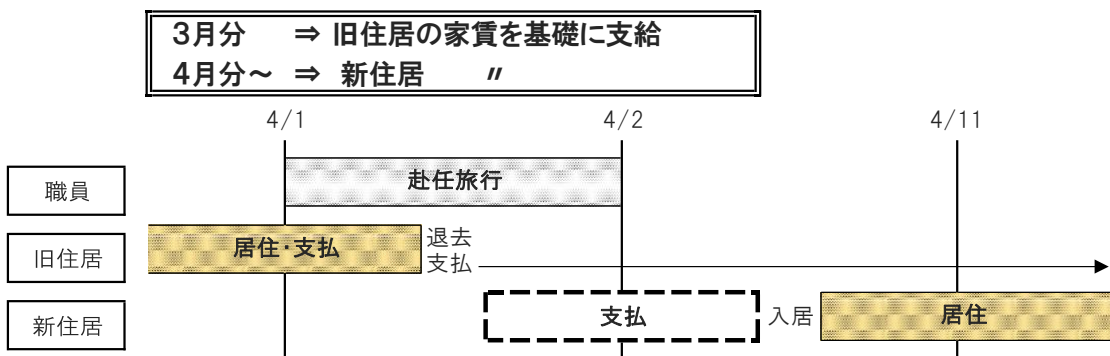 3月分 ⇒ 旧住居の家賃を基礎に支給
4月分～ ⇒ 新住居 〃
4/1 4/2 4/11
職員 赴任旅行
旧住居 居住・支払 退去
支払
新住居 支払 入居 居住